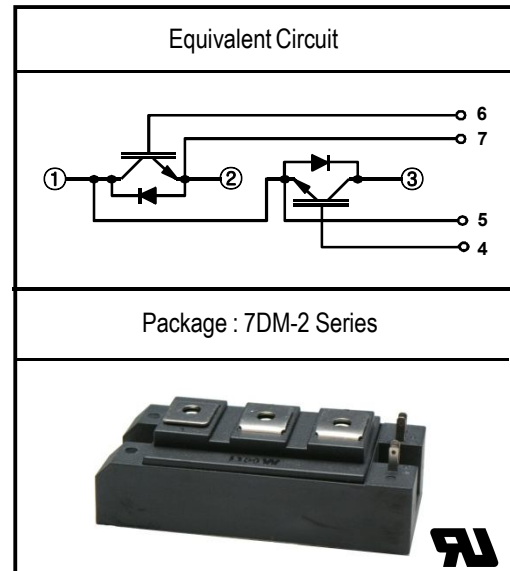 Equivalent Circuit
6
7
① ② ③
5
4
Package : 7DM-2 Series